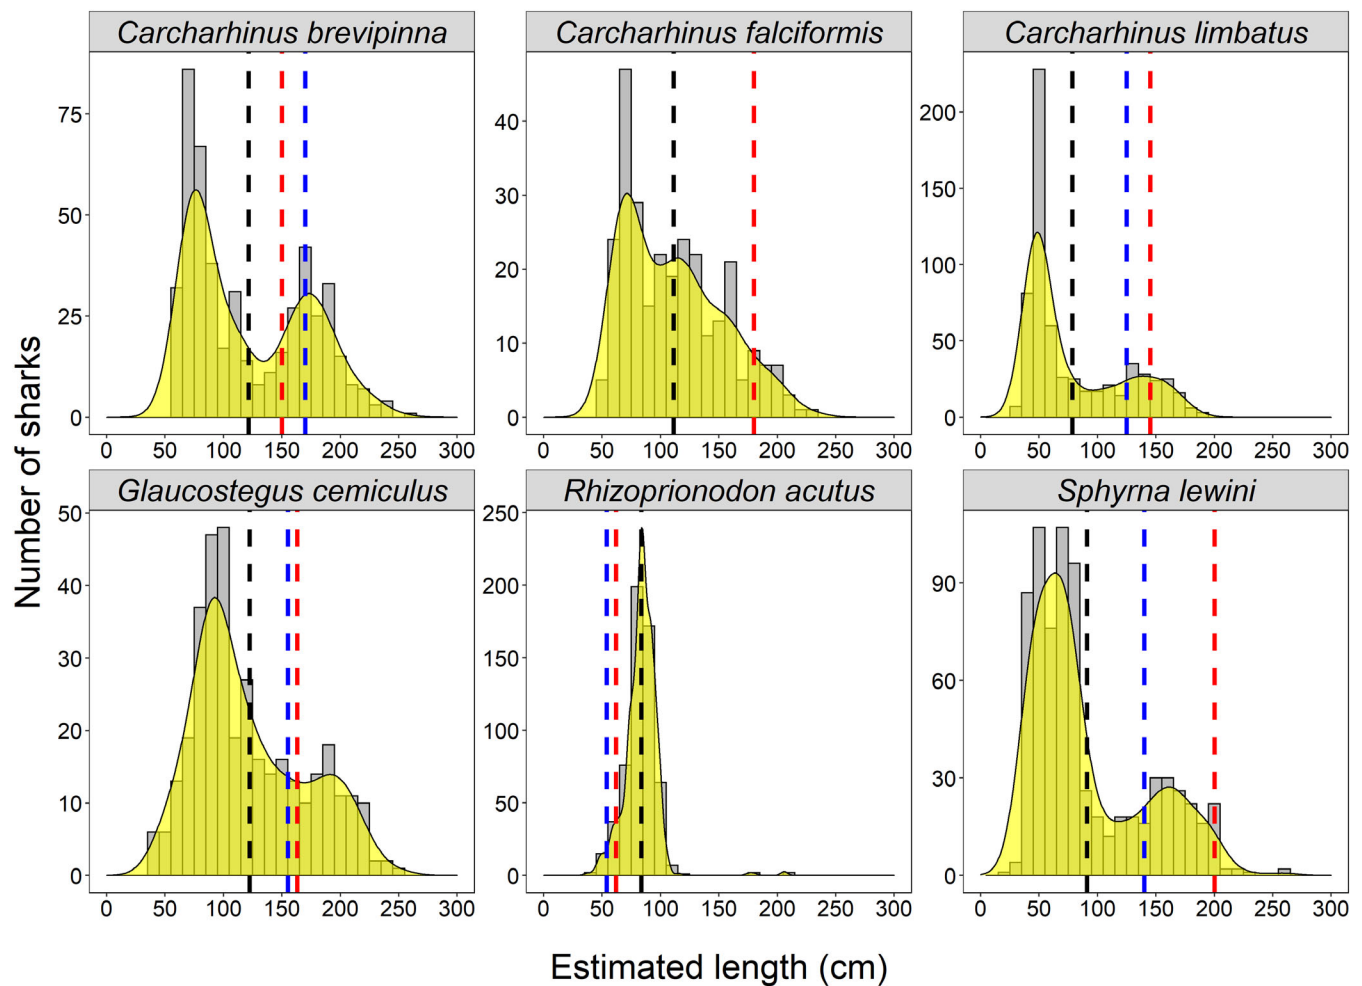 Carcharhinus brevipinna
Carcharhinus falciformis
Carcharhinus limbatus
75
50
25
0
0 50 100 150 200 250 300
40
30
20
10
0
0 50 100 150 200 250 300
200
150
100
50
0
0 50 100 150 200 250 300
Glaucostegus cemiculus
Rhizoprionodon acutus
Sphyrna lewini
50
40
30
20
10
0
0 50 100 150 200 250 300
250
200
150
100
50
0
0 50 100 150 200 250 300
90
60
30
0
0 50 100 150 200 250 300
Number of sharks
Estimated length (cm)